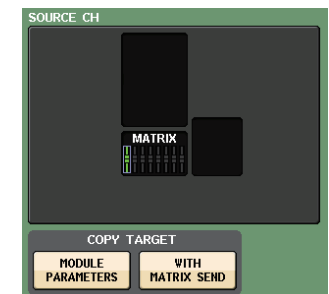 SOURCE CH
MATRIX
COPY TARGET
MODULE
PARAMETERS
WITH
MATRIX SEND